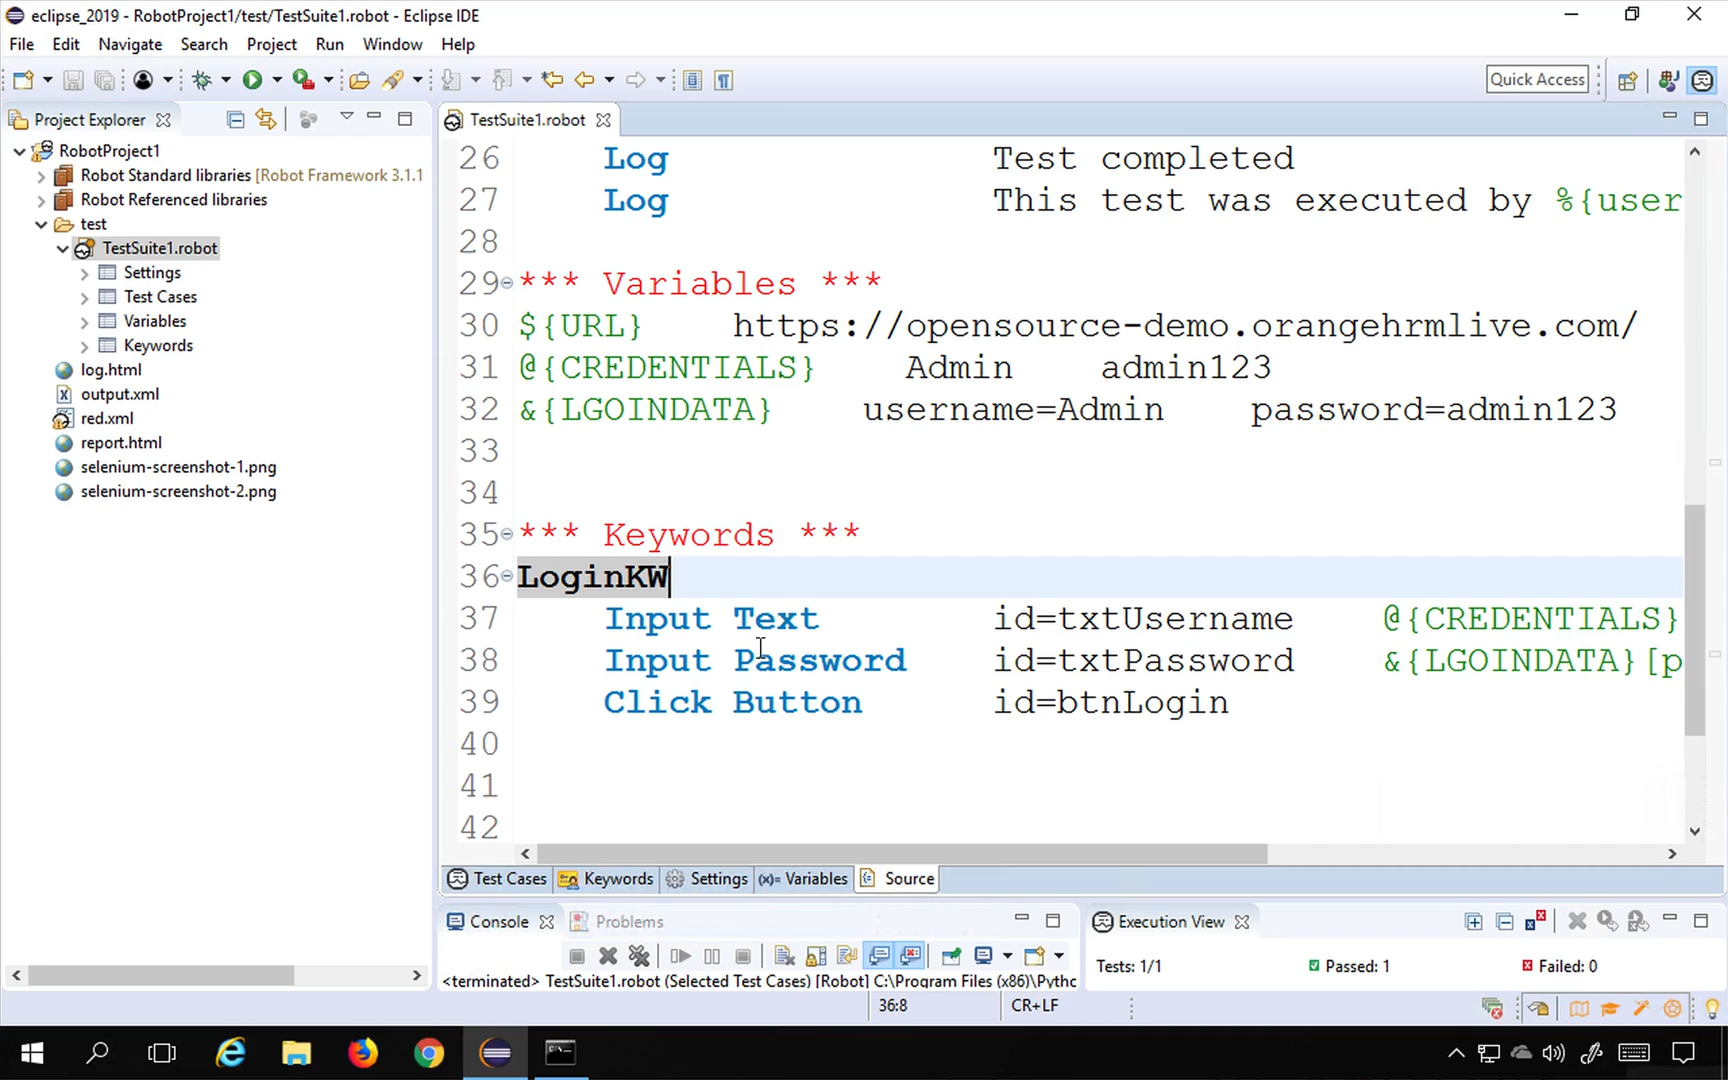 eclipse_2019 - RobotProject1/test/TestSuite1.robot - Eclipse IDE
File Edit Navigate Search Project Run Window Help
Quick Access
Project Explorer
RobotProject1
Robot Standard libraries [Robot Framework 3.1.1
Robot Referenced libraries
test
TestSuite1.robot
Settings
Test Cases
Variables
Keywords
log.html
output.xml
red.xml
report.html
selenium-screenshot-1.png
selenium-screenshot-2.png
TestSuite1.robot
26 Log Test completed
27 Log This test was executed by %{user
28
29 *** Variables ***
30 ${URL} https://opensource-demo.orangehrmlive.com/
31 @{CREDENTIALS} Admin admin123
32 &{LGOINDATA} username=Admin password=admin123
33
34
35 *** Keywords ***
36 LoginKW
37 Input Text id=txtUsername @{CREDENTIALS}
38 Input Password id=txtPassword &{LGOINDATA}[p
39 Click Button id=btnLogin
40
41
42
Test Cases Keywords Settings (x)= Variables Source
Console Problems
<terminated> TestSuite1.robot (Selected Test Cases) [Robot] C:\Program Files (x86)\Pythc
Execution View
Tests: 1/1 Passed: 1 Failed: 0
36:8 CR+LF